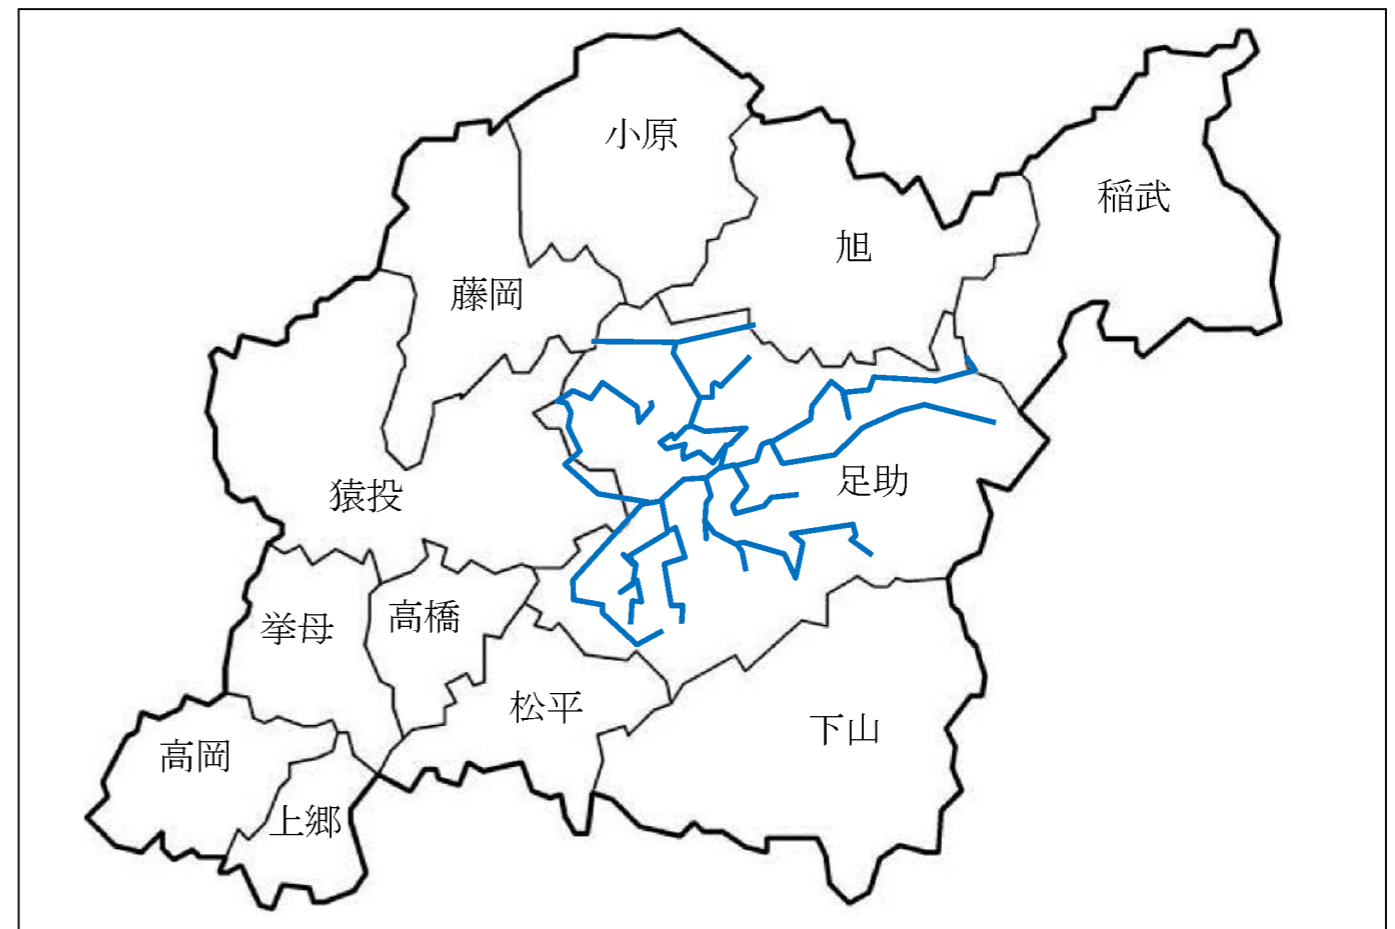 小原
稲武
旭
藤岡
足助
猿投
高橋
挙母
松平
下山
高岡
上郷